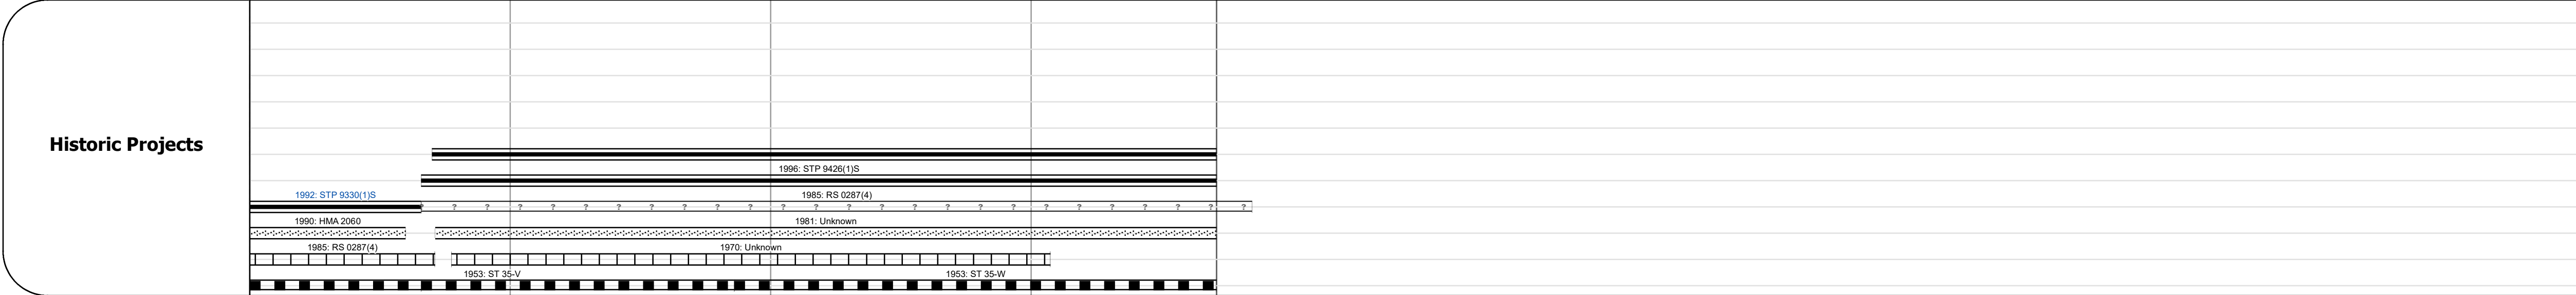 Historic Projects
1996: STP 9426(1)S
1992: STP 9330(1)S
1985: RS 0287(4)
? ? ? ? ? ? ? ? ? ? ? ? ? ? ? ? ? ? ? ? ? ? ? ? ? ?
1990: HMA 2060
1981: Unknown
1985: RS 0287(4)
1970: Unknown
1953: ST 35-V
1953: ST 35-W